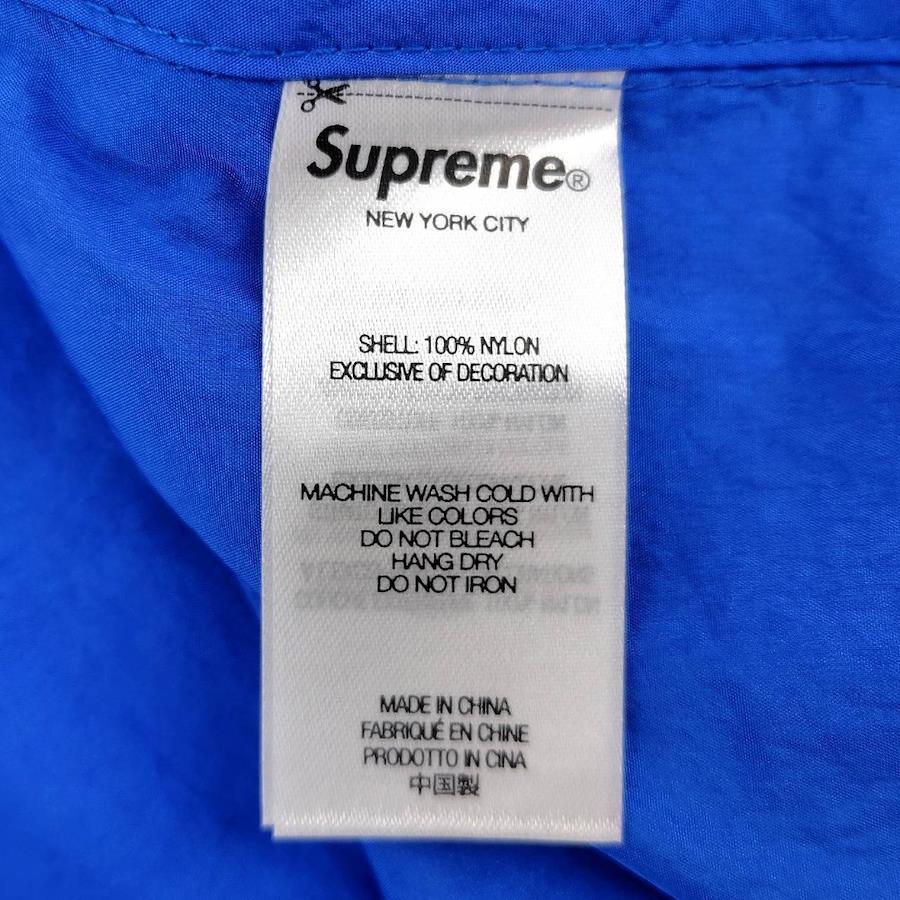 Supreme®
NEW YORK CITY
SHELL: 100% NYLON
EXCLUSIVE OF DECORATION
MACHINE WASH COLD WITH
LIKE COLORS
DO NOT BLEACH
HANG DRY
DO NOT IRON
MADE IN CHINA
FABRIQUÉ EN CHINE
PRODOTTO IN CINA
中国製